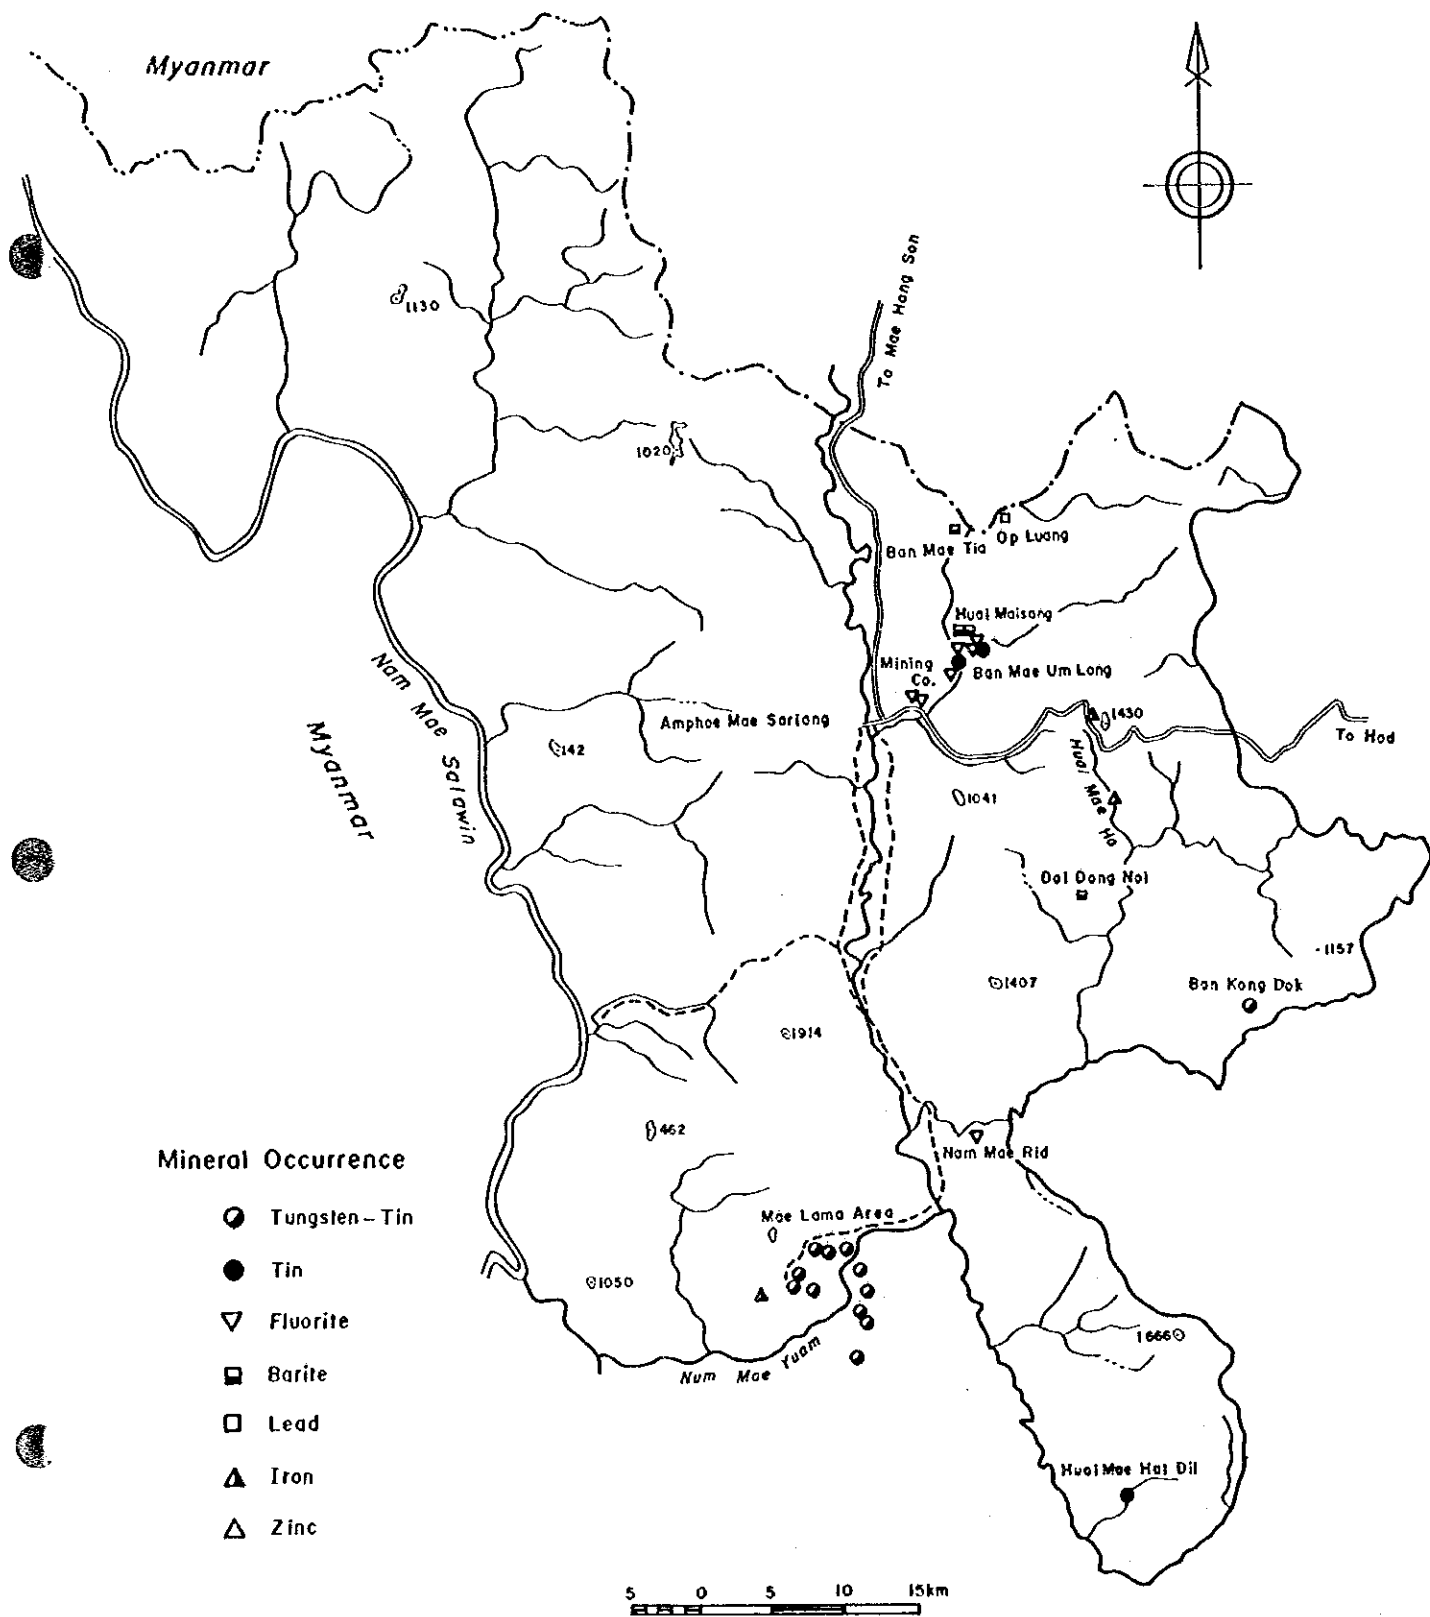 Myanmar
To Mae Hong Son
1130
1020
Op Luang
Ban Mae Tia
Huai Maisang
Mining
Co.
Ban Mae Um Long
Nam Mae Salawin
Myanmar
Amphoe Mae Sariang
142
1430
To Hod
Huai Mae Ho
1041
Doi Dong Noi
1157
1407
Ban Kong Dok
1914
462
Nam Mae Rid
Mineral Occurrence
Tungsten-Tin
Tin
Fluorite
Barite
Lead
Iron
Zinc
Mae Lama Area
1050
Num Mae Yuam
1666
Huai Mae Hat Dil
5 0 5 10 15km